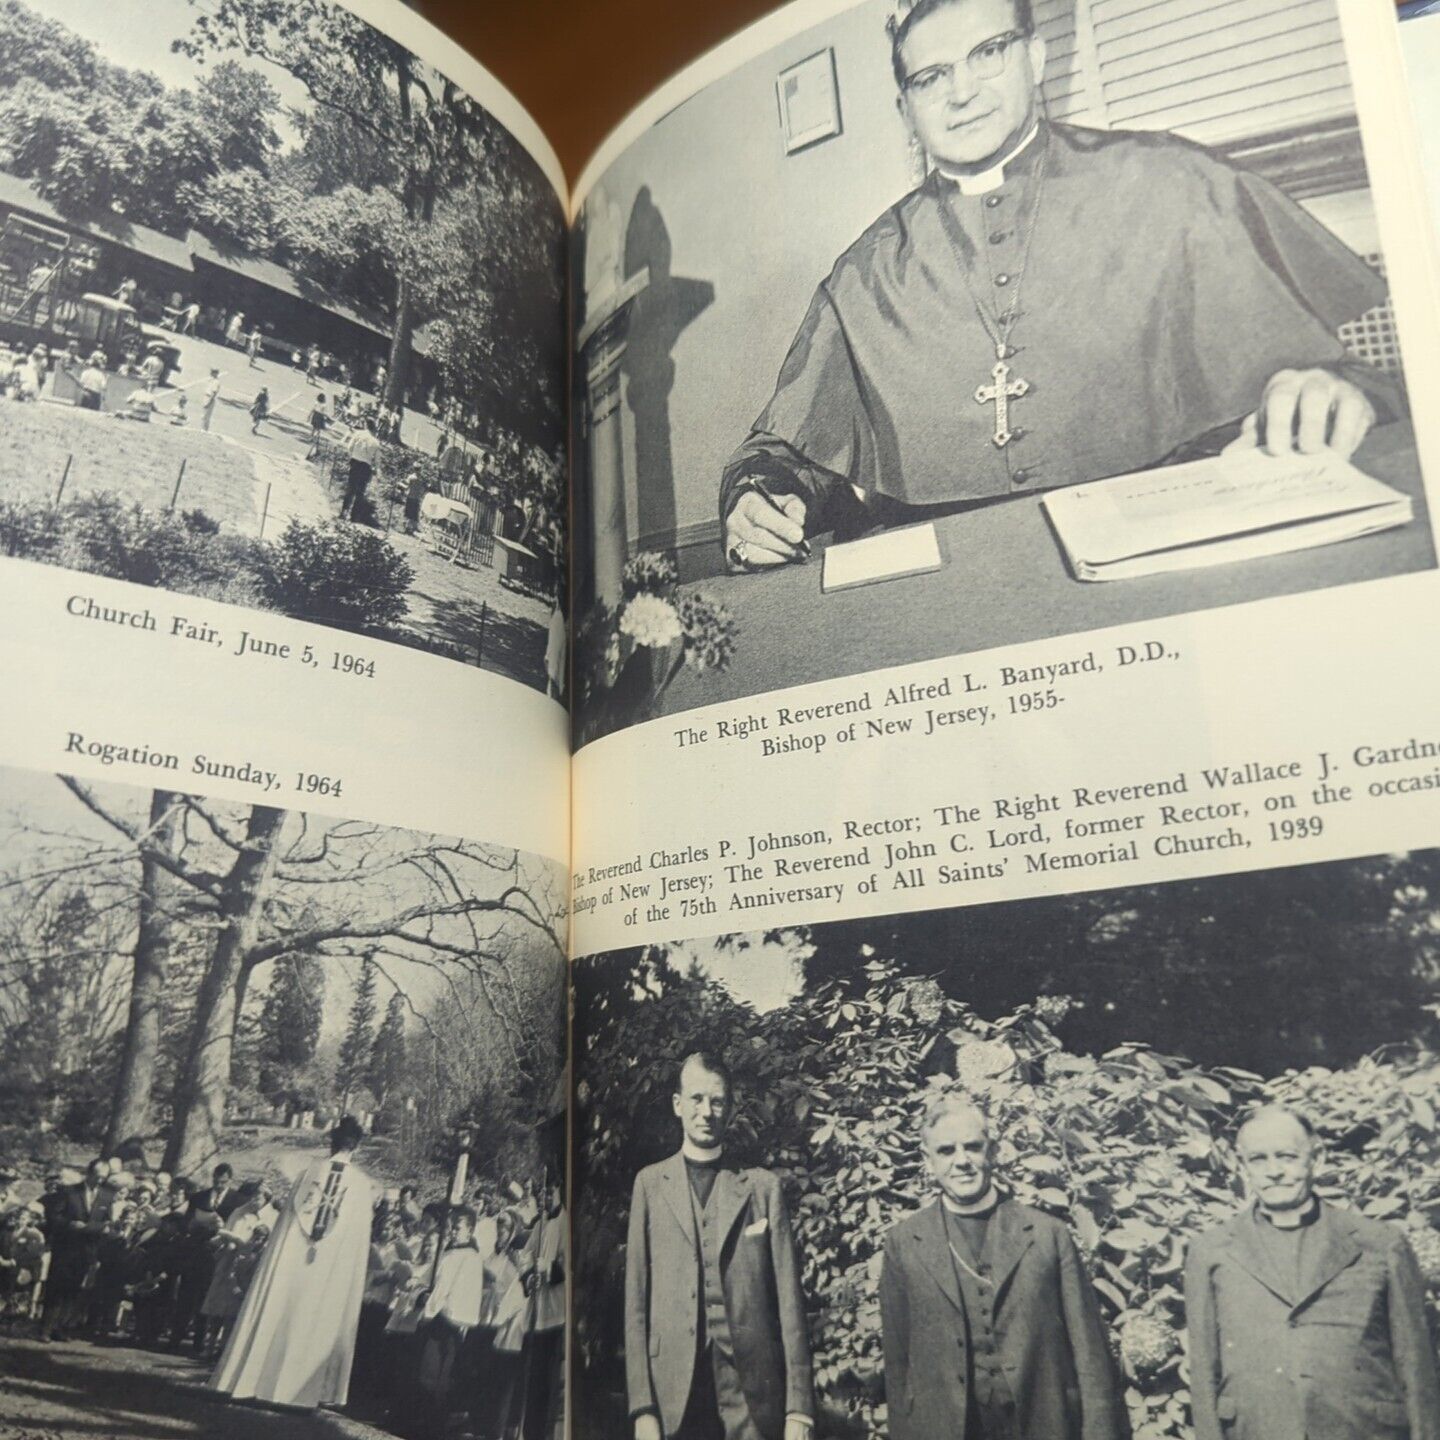 Church Fair, June 5, 1964
Rogation Sunday, 1964
The Right Reverend Alfred L. Banyard, D.D.,
Bishop of New Jersey, 1955-
The Reverend Charles P. Johnson, Rector; The Right Reverend Wallace J. Gardne
Bishop of New Jersey; The Reverend John C. Lord, former Rector, on the occasi
of the 75th Anniversary of All Saints' Memorial Church, 1939